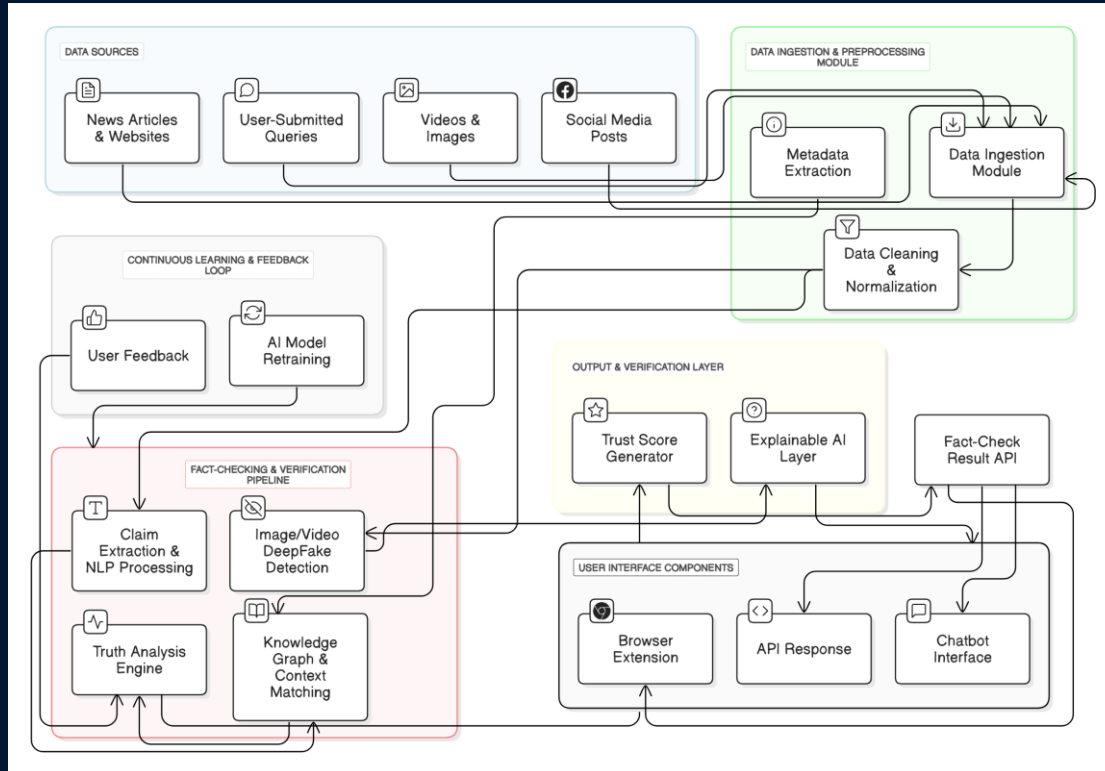 DATA SOURCES
News Articles
& Websites
User-Submitted
Queries
Videos &
Images
Social Media
Posts
DATA INGESTION & PREPROCESSING
MODULE
Metadata
Extraction
Data Ingestion
Module
Data Cleaning
&
Normalization
CONTINUOUS LEARNING & FEEDBACK
LOOP
User Feedback
AI Model
Retraining
OUTPUT & VERIFICATION LAYER
Trust Score
Generator
Explainable AI
Layer
Fact-Check
Result API
FACT-CHECKING & VERIFICATION
PIPELINE
Claim
Extraction &
NLP Processing
Image/Video
DeepFake
Detection
Truth Analysis
Engine
Knowledge
Graph &
Context
Matching
USER INTERFACE COMPONENTS
Browser
Extension
API Response
Chatbot
Interface